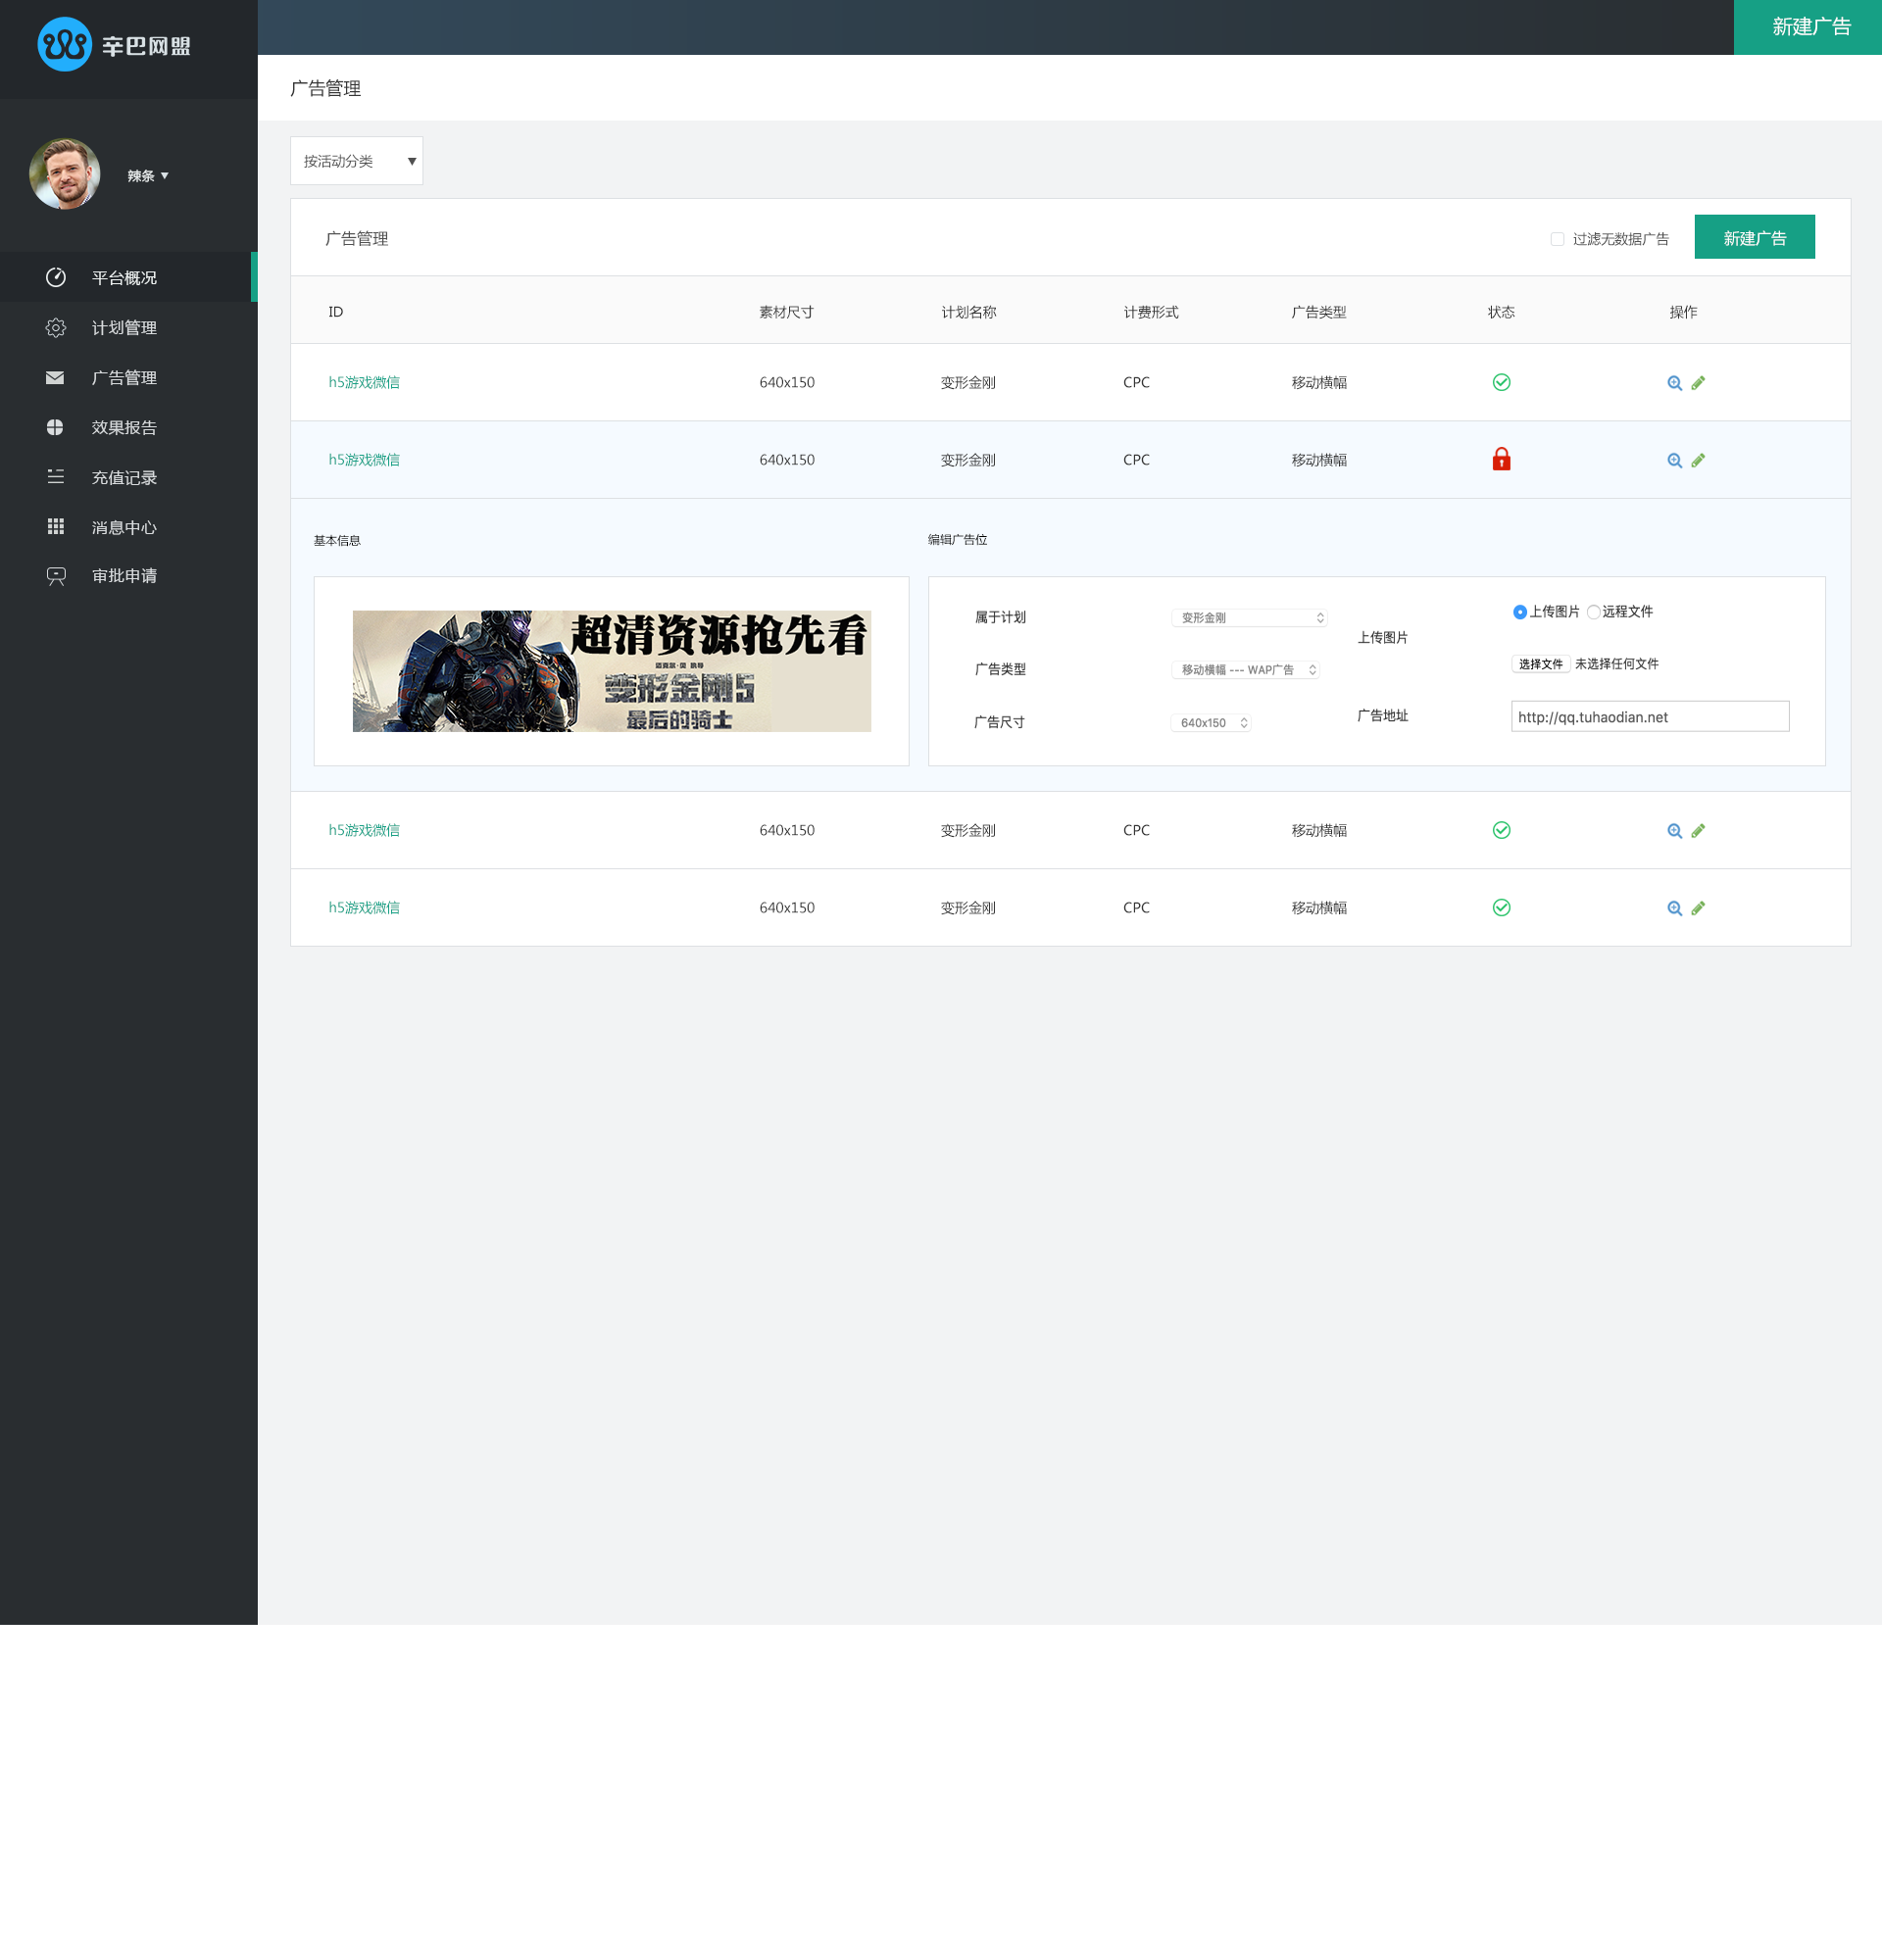 辛巴网盟
新建广告
辣条
平台概况
计划管理
广告管理
效果报告
充值记录
消息中心
审批申请
广告管理
按活动分类
广告管理
过滤无数据广告
新建广告
ID 素材尺寸 计划名称 计费形式 广告类型 状态 操作
h5游戏微信 640x150 变形金刚 CPC 移动横幅
h5游戏微信 640x150 变形金刚 CPC 移动横幅
基本信息
超清资源抢先看
变形金刚5
最后的骑士
编辑广告位
属于计划 变形金刚
广告类型 移动横幅 --- WAP广告
广告尺寸 640x150
上传图片 上传图片 远程文件
选择文件 未选择任何文件
广告地址 http://qq.tuhaodian.net
h5游戏微信 640x150 变形金刚 CPC 移动横幅
h5游戏微信 640x150 变形金刚 CPC 移动横幅